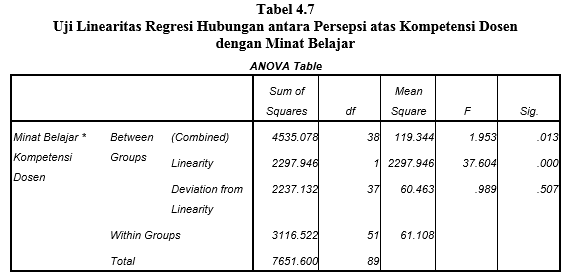 Tabel 4.7
Uji Linearitas Regresi Hubungan antara Persepsi atas Kompetensi Dosen
dengan Minat Belajar
ANOVA Table
Sum of Squares df Mean Square F Sig.
Minat Belajar * Kompetensi Dosen Between Groups (Combined) 4535.078 38 119.344 1.953 .013
Linearity 2297.946 1 2297.946 37.604 .000
Deviation from Linearity 2237.132 37 60.463 .989 .507
Within Groups 3116.522 51 61.108
Total 7651.600 89